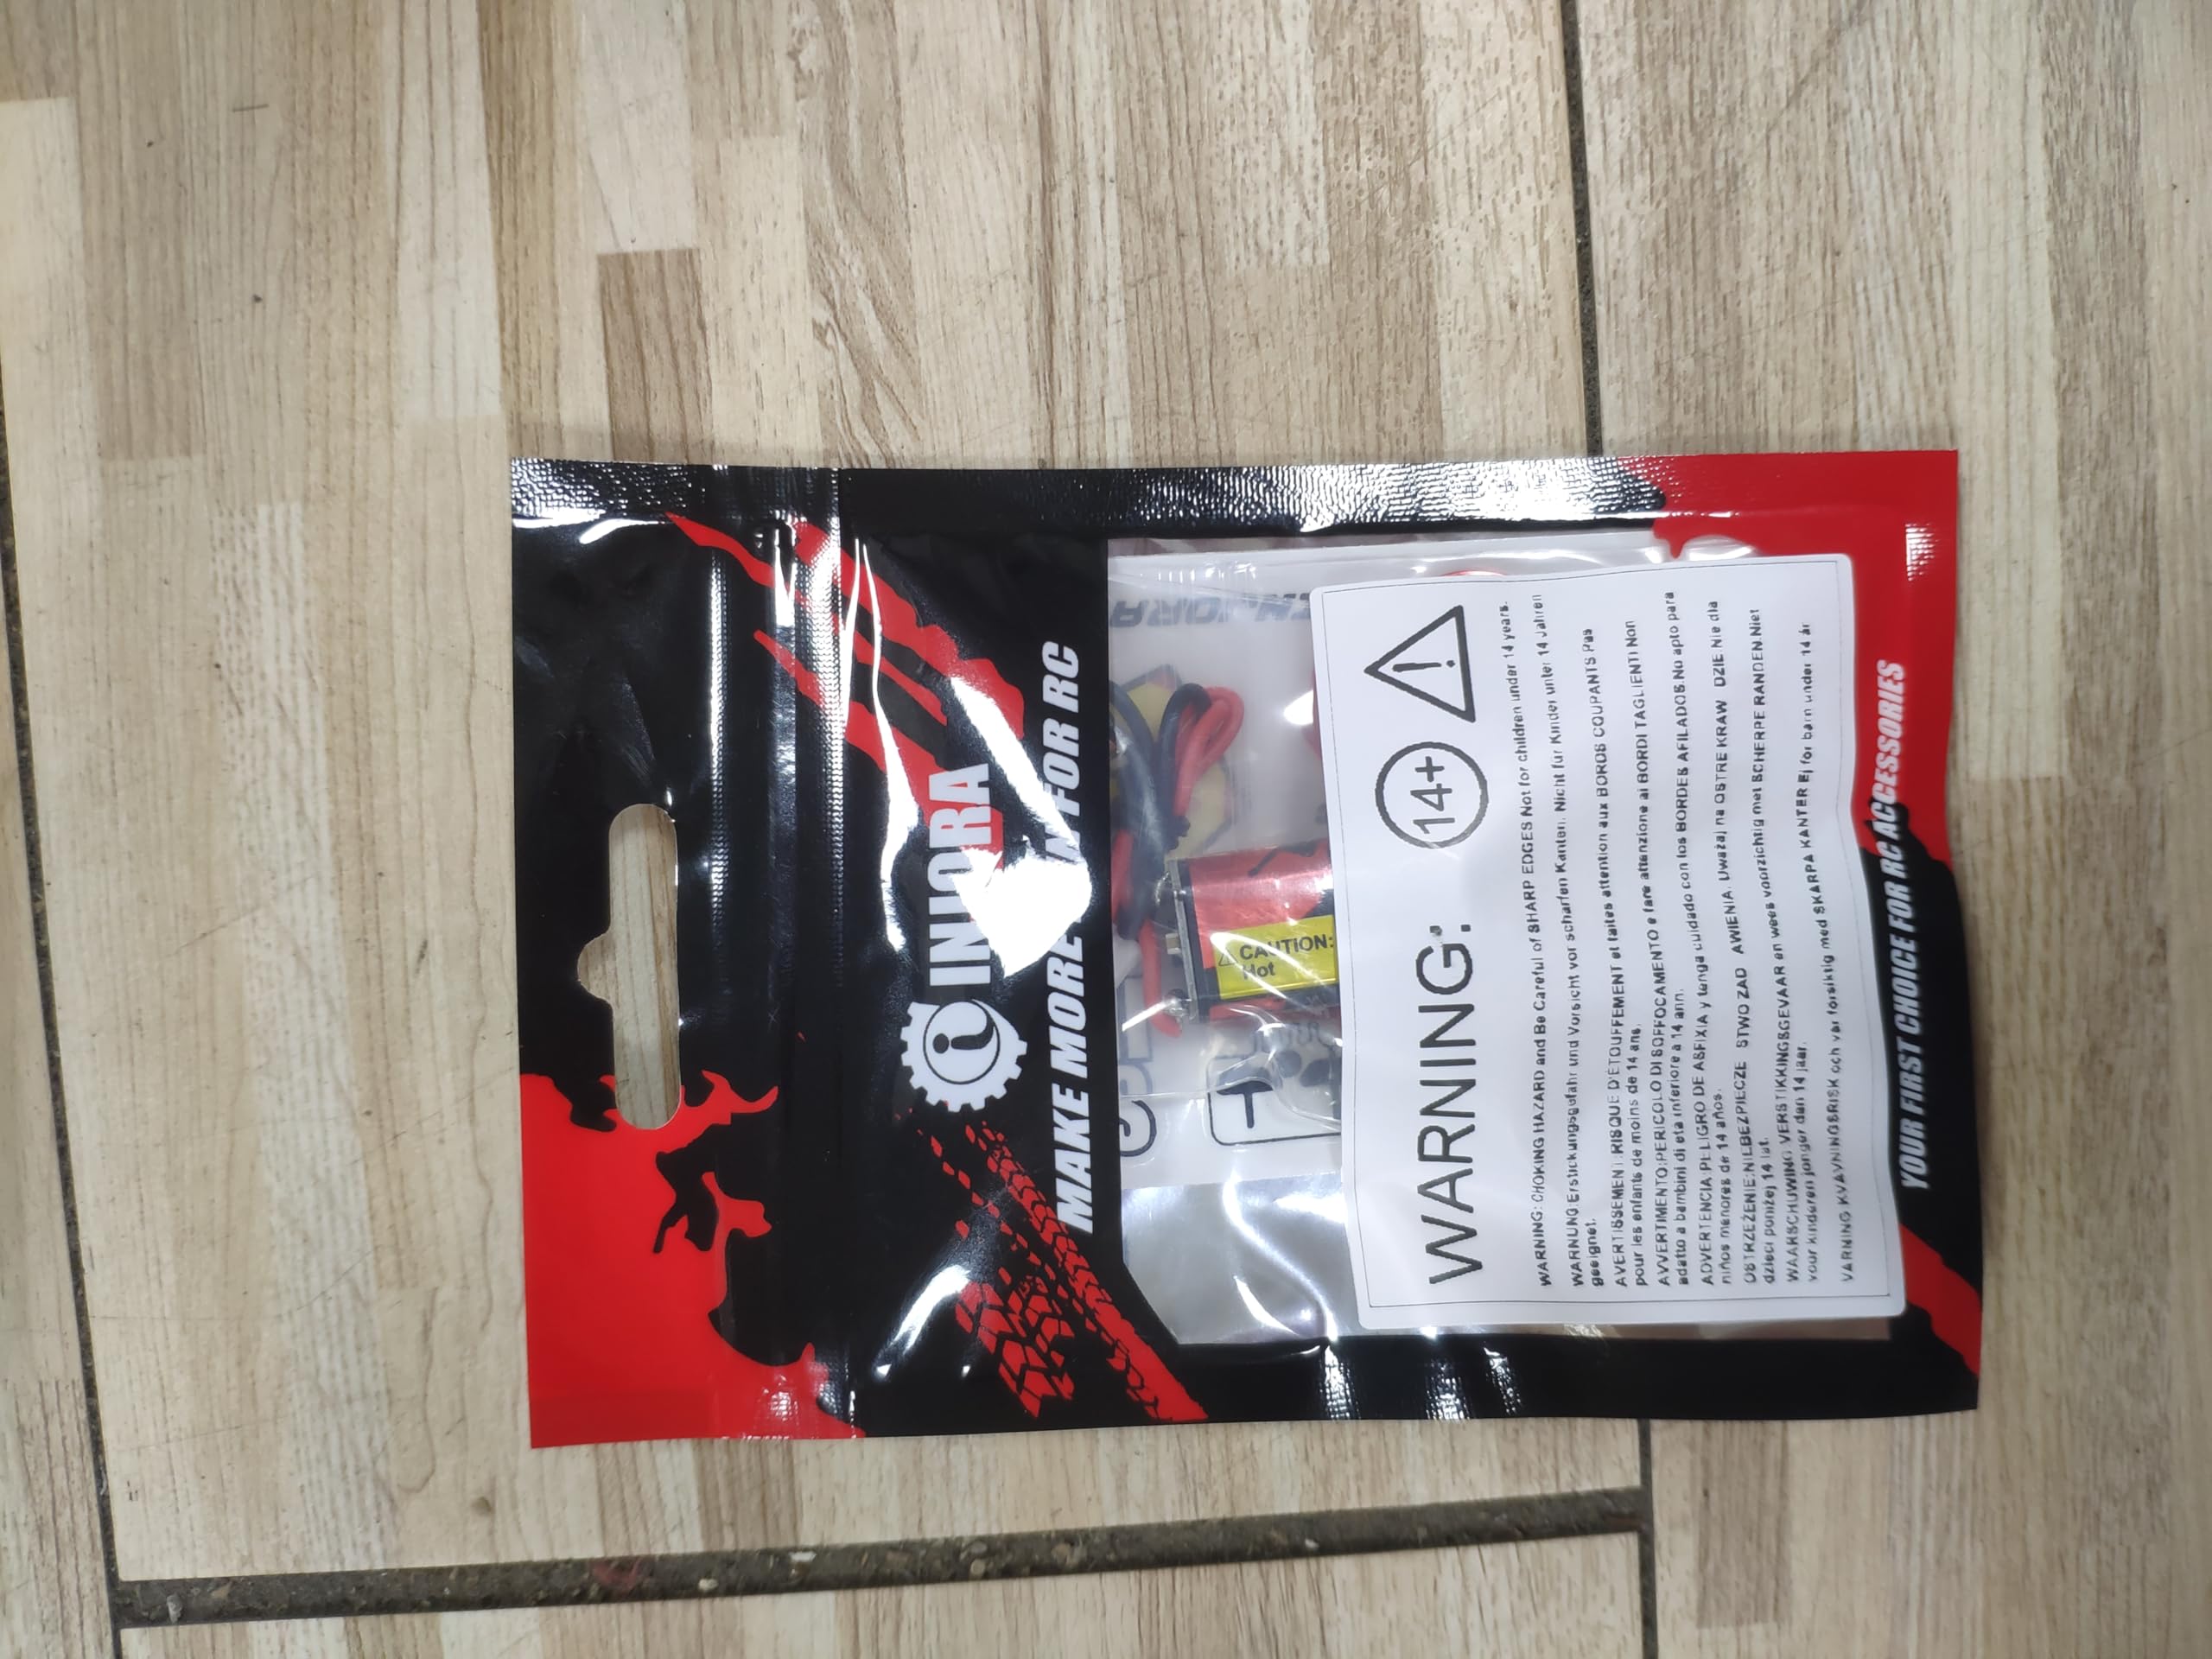 INJORA
MAKE MORE FUN FOR RC
INJORA
CAUTION:
Hot
T
WARNING: 14+
WARNING: CHOKING HAZARD and Be Careful of SHARP EDGES Not for children under 14 years.
WARNUNG:Erstickungsgefahr und Vorsicht vor scharfen Kanten. Nicht für Kinder unter 14 Jahren
geeignet.
AVERTISSEMENT:RISQUE D'ETOUFFEMENT et faites attention aux BORDS COUPANTS Pas
pour les enfants de moins de 14 ans.
AVVERTIMENTO:PERICOLO DI SOFFOCAMENTO e fare attenzione ai BORDI TAGLIENTI Non
adatto a bambini di eta inferiore a 14 ann.
ADVERTENCIA:PELIGRO DE ASFIXIA y tenga cuidado con los BORDES AFILADOS.No apto para
niños menores de 14 años.
OSTRZEŻENIE:NIEBEZPIECZE STWO ZAD AWIENIA. Uważaj na OSTRE KRAW DZIE Nie dla
dzieci poniżej 14 lat.
WAARSCHUWING:VERSTIKKINGSGEVAAR en wees voorzichtig met SCHERPE RANDEN.Niet
voor kinderen jonger dan 14 jaar.
VARNING KVÄVNINGSRISK och var försiktig med SKARPA KANTER Ej för barn under 14 år
YOUR FIRST CHOICE FOR RC ACCESSORIES